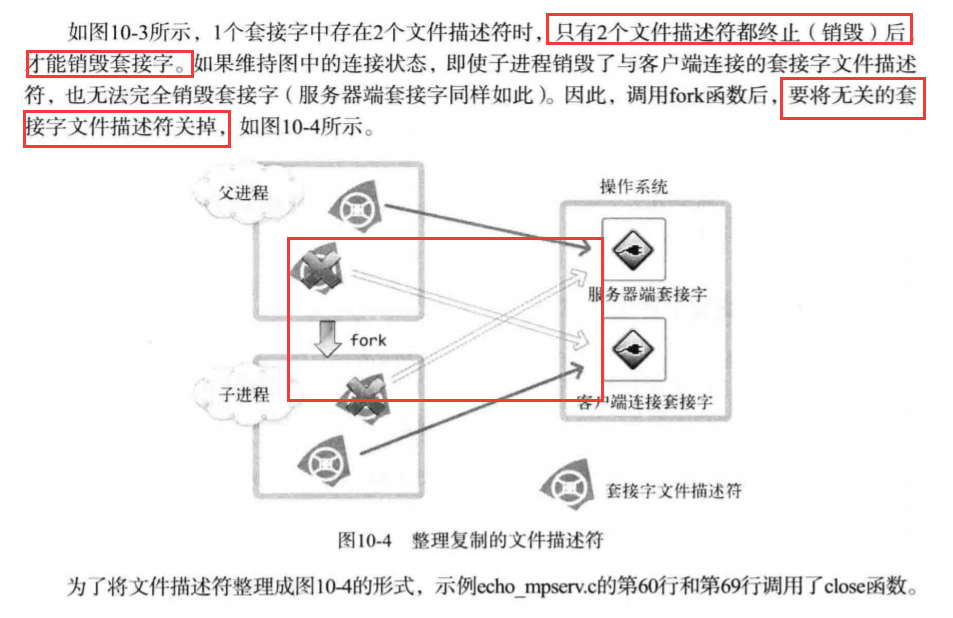 如图10-3所示，1个套接字中存在2个文件描述符时，只有2个文件描述符都终止（销毁）后，
才能销毁套接字。如果维持图中的连接状态，即使子进程销毁了与客户端连接的套接字文件描述
符，也无法完全销毁套接字（服务器端套接字同样如此）。因此，调用fork函数后，要将无关的套
接字文件描述符关掉，如图10-4所示。
父进程
操作系统
服务器端套接字
fork
子进程
客户端连接套接字
套接字文件描述符
图10-4 整理复制的文件描述符
为了将文件描述符整理成图10-4的形式，示例echo_mpserv.c的第60行和第69行调用了close函数。